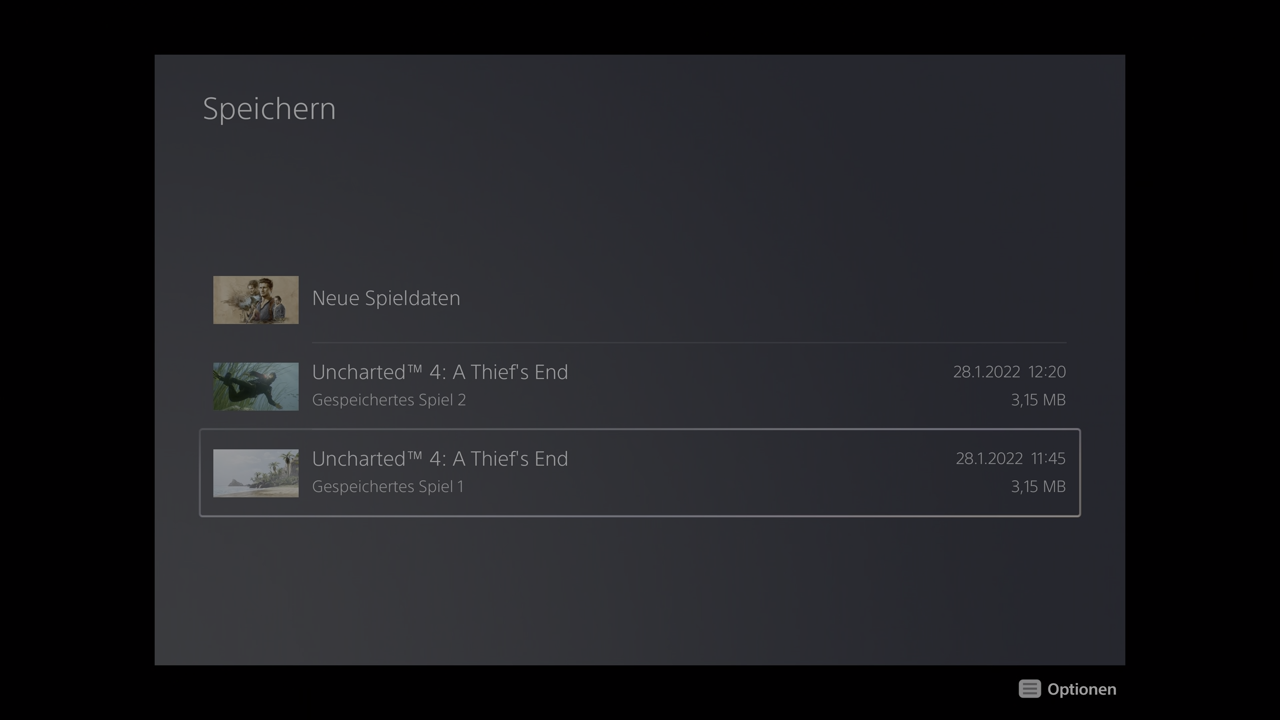 Speichern
Neue Spieldaten
Uncharted™ 4: A Thief's End
28.1.2022 12:20
Gespeichertes Spiel 2
3,15 MB
Uncharted™ 4: A Thief's End
28.1.2022 11:45
Gespeichertes Spiel 1
3,15 MB
Optionen